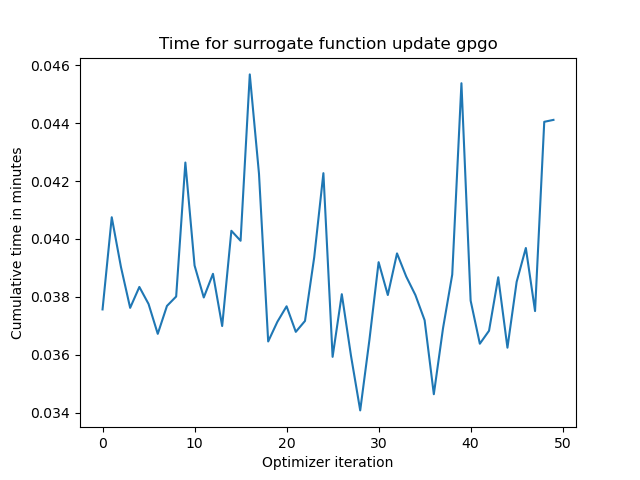 Time for surrogate function update gpgo
0.046
0.044
0.042
0.040
0.038
0.036
0.034
Cumulative time in minutes
0 10 20 30 40 50
Optimizer iteration